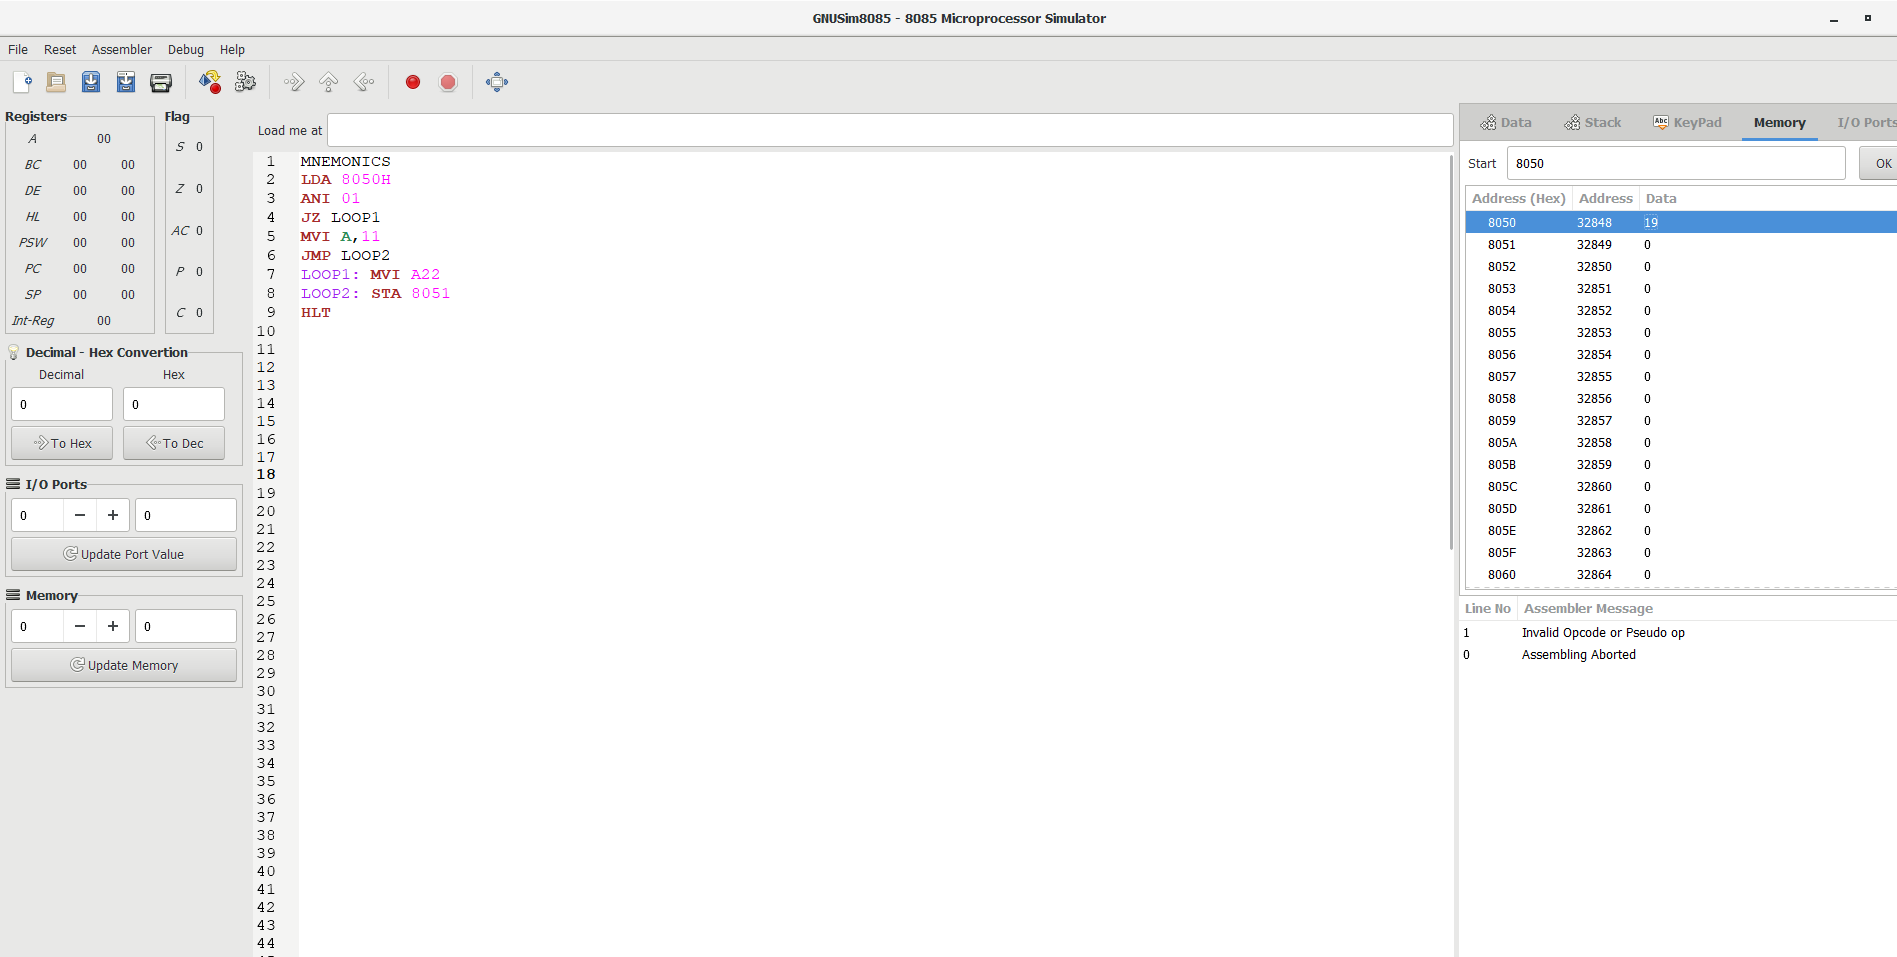 GNUSim8085 - 8085 Microprocessor Simulator
File Reset Assembler Debug Help
Registers
A 00
BC 00 00
DE 00 00
HL 00 00
PSW 00 00
PC 00 00
SP 00 00
Int-Reg 00
Flag
S 0
Z 0
AC 0
P 0
C 0
Decimal - Hex Convertion
Decimal Hex
0 0
To Hex To Dec
I/O Ports
0 − + 0
Update Port Value
Memory
0 − + 0
Update Memory
Load me at
1 MNEMONICS
2 LDA 8050H
3 ANI 01
4 JZ LOOP1
5 MVI A,11
6 JMP LOOP2
7 LOOP1: MVI A22
8 LOOP2: STA 8051
9 HLT
10
11
12
13
14
15
16
17
18
19
20
21
22
23
24
25
26
27
28
29
30
31
32
33
34
35
36
37
38
39
40
41
42
43
44
Data Stack Abc KeyPad Memory I/O Ports
Start 8050 OK
Address (Hex) Address Data
8050 32848 19
8051 32849 0
8052 32850 0
8053 32851 0
8054 32852 0
8055 32853 0
8056 32854 0
8057 32855 0
8058 32856 0
8059 32857 0
805A 32858 0
805B 32859 0
805C 32860 0
805D 32861 0
805E 32862 0
805F 32863 0
8060 32864 0
Line No Assembler Message
1 Invalid Opcode or Pseudo op
0 Assembling Aborted